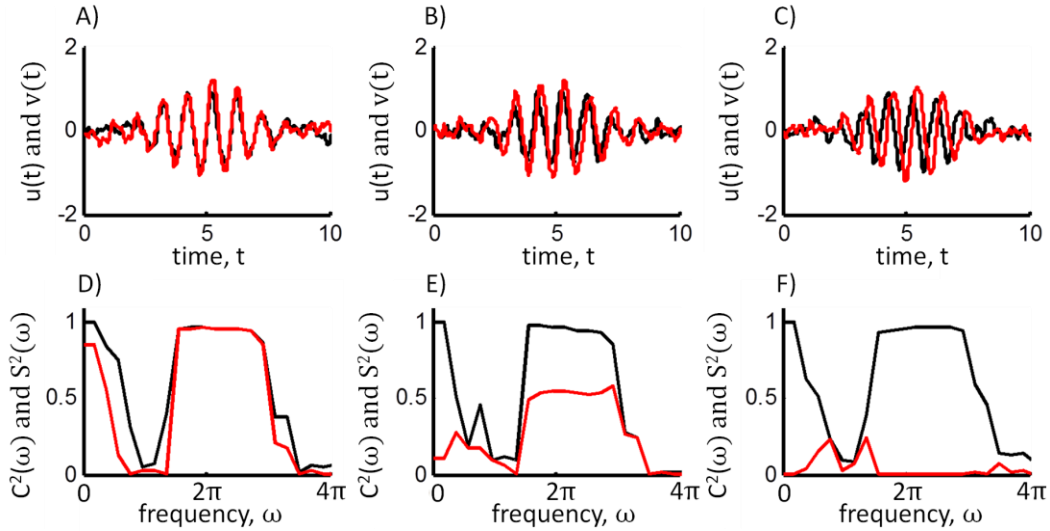 A)
B)
C)
u(t) and v(t)
2
0
-2
0
5
10
time, t
u(t) and v(t)
2
0
-2
0
5
10
time, t
u(t) and v(t)
2
0
-2
0
5
10
time, t
D)
E)
F)
C²(ω) and S²(ω)
1
0.5
0
0
2π
4π
frequency, ω
C²(ω) and S²(ω)
1
0.5
0
0
2π
4π
frequency, ω
C²(ω) and S²(ω)
1
0.5
0
0
2π
4π
frequency, ω